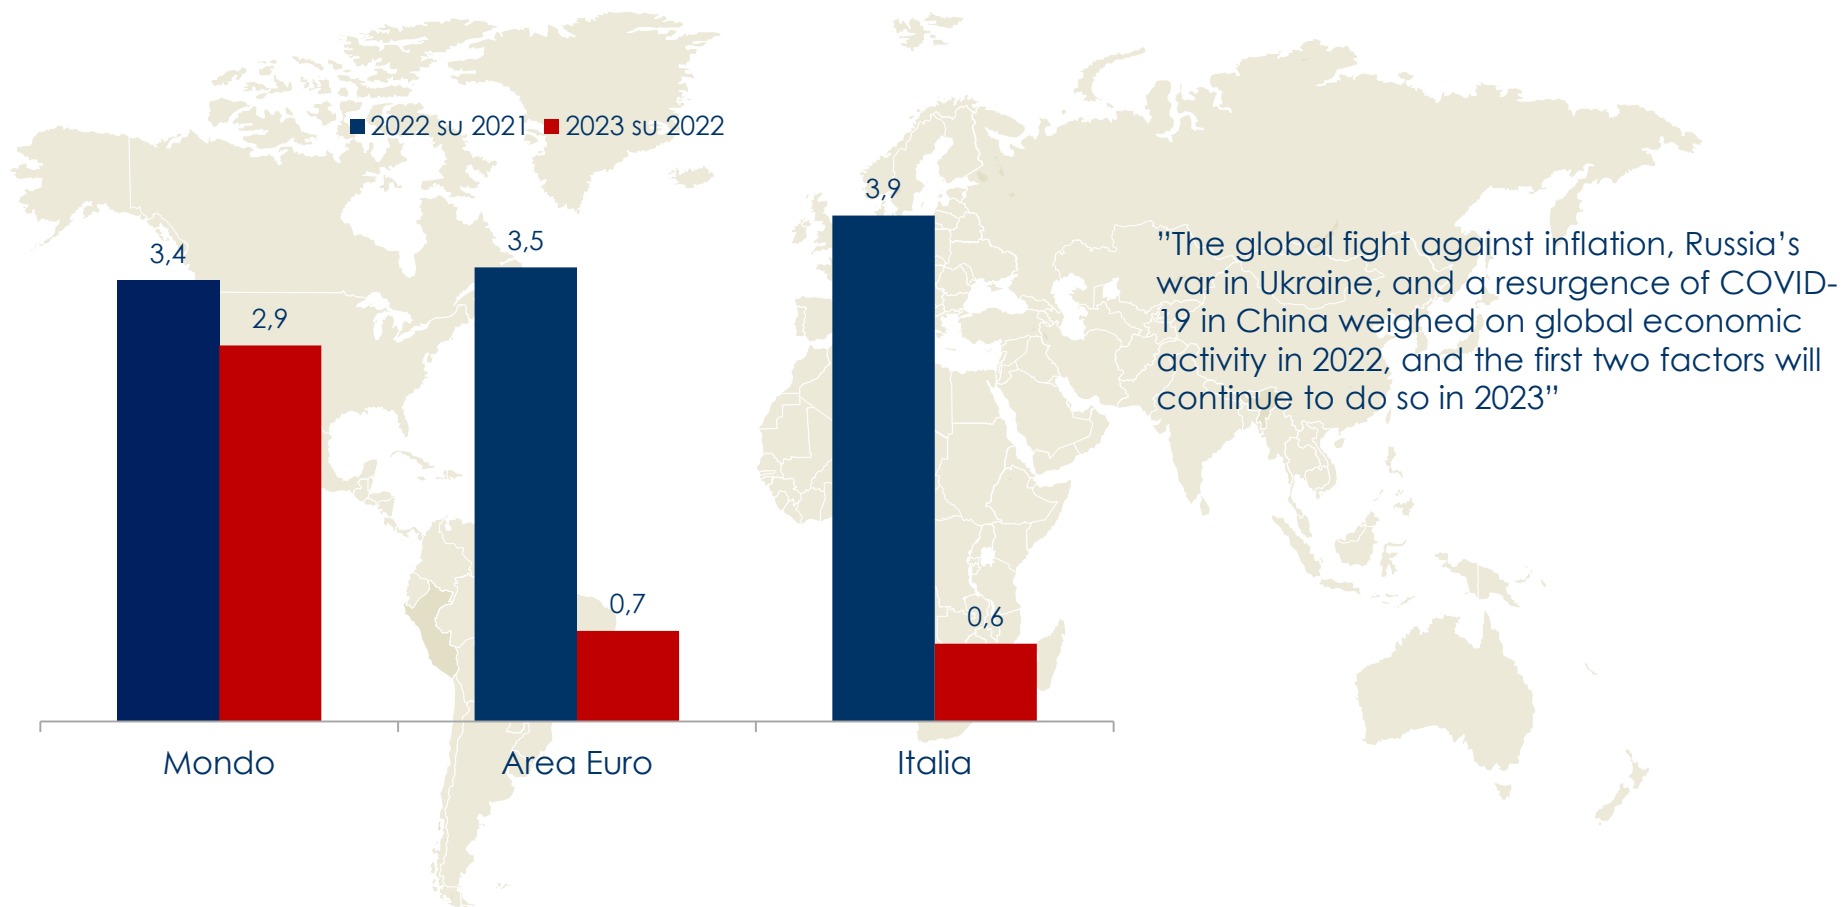 2022 su 2021 2023 su 2022
3,9
3,5
3,4
2,9
0,7
0,6
Mondo
Area Euro
Italia
”The global fight against inflation, Russia’s
war in Ukraine, and a resurgence of COVID-
19 in China weighed on global economic
activity in 2022, and the first two factors will
continue to do so in 2023”